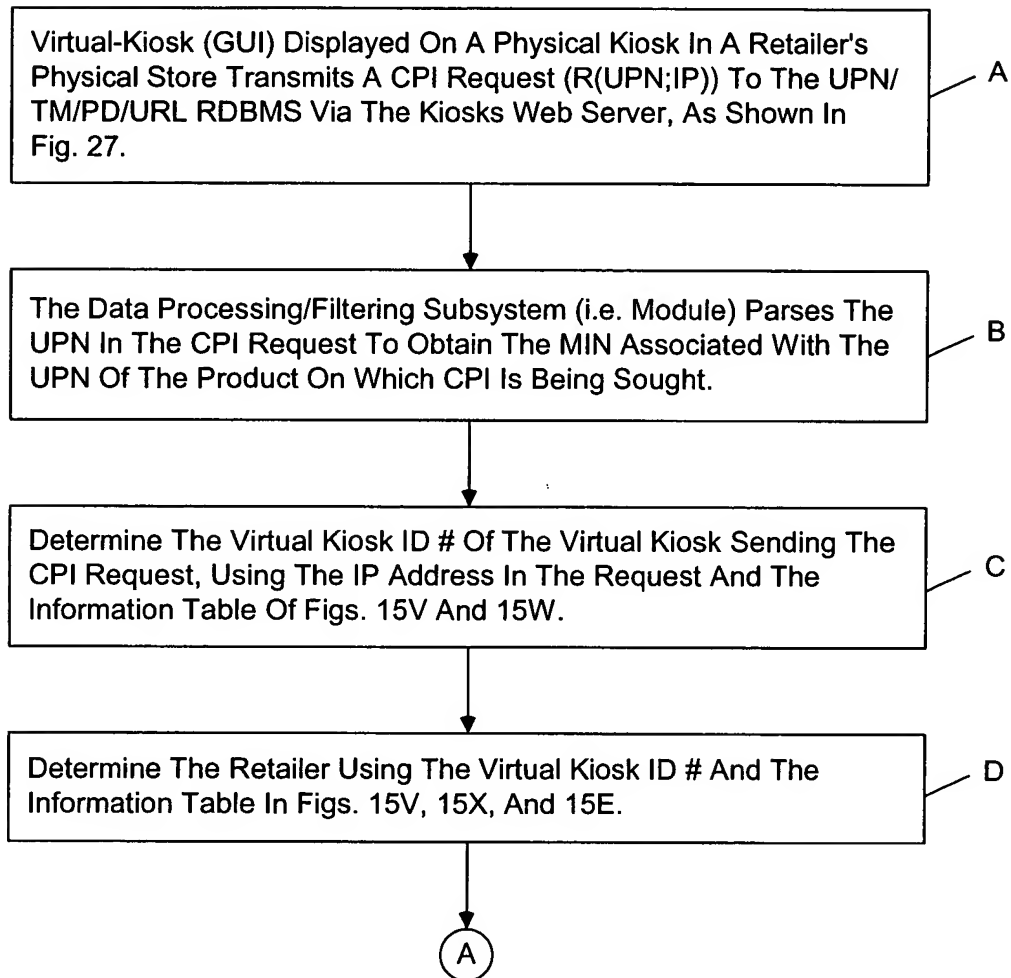 Virtual-Kiosk (GUI) Displayed On A Physical Kiosk In A Retailer's
Physical Store Transmits A CPI Request (R(UPN;IP)) To The UPN/
TM/PD/URL RDBMS Via The Kiosks Web Server, As Shown In
Fig. 27.
A
The Data Processing/Filtering Subsystem (i.e. Module) Parses The
UPN In The CPI Request To Obtain The MIN Associated With The
UPN Of The Product On Which CPI Is Being Sought.
B
Determine The Virtual Kiosk ID # Of The Virtual Kiosk Sending The
CPI Request, Using The IP Address In The Request And The
Information Table Of Figs. 15V And 15W.
C
Determine The Retailer Using The Virtual Kiosk ID # And The
Information Table In Figs. 15V, 15X, And 15E.
D
A